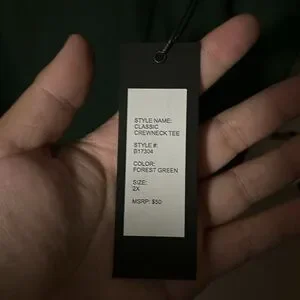 STYLE NAME:
CLASSIC
CREWNECK TEE
STYLE #:
B17304
COLOR:
FOREST GREEN
SIZE:
2X
MSRP: $50